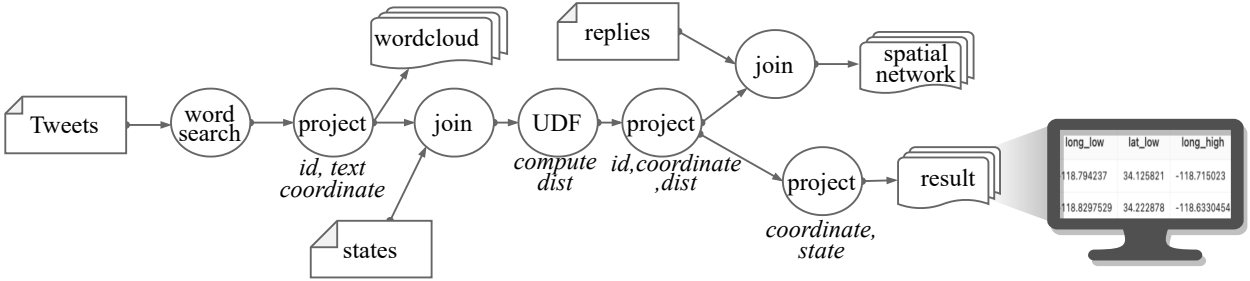 Tweets
word
search
project
id, text
coordinate
wordcloud
states
join
UDF
compute
dist
project
id,coordinate
,dist
replies
join
spatial
network
project
coordinate,
state
result
long_low lat_low long_high
118.794237 34.125821 -118.715023
118.8297529 34.222878 -118.6330454